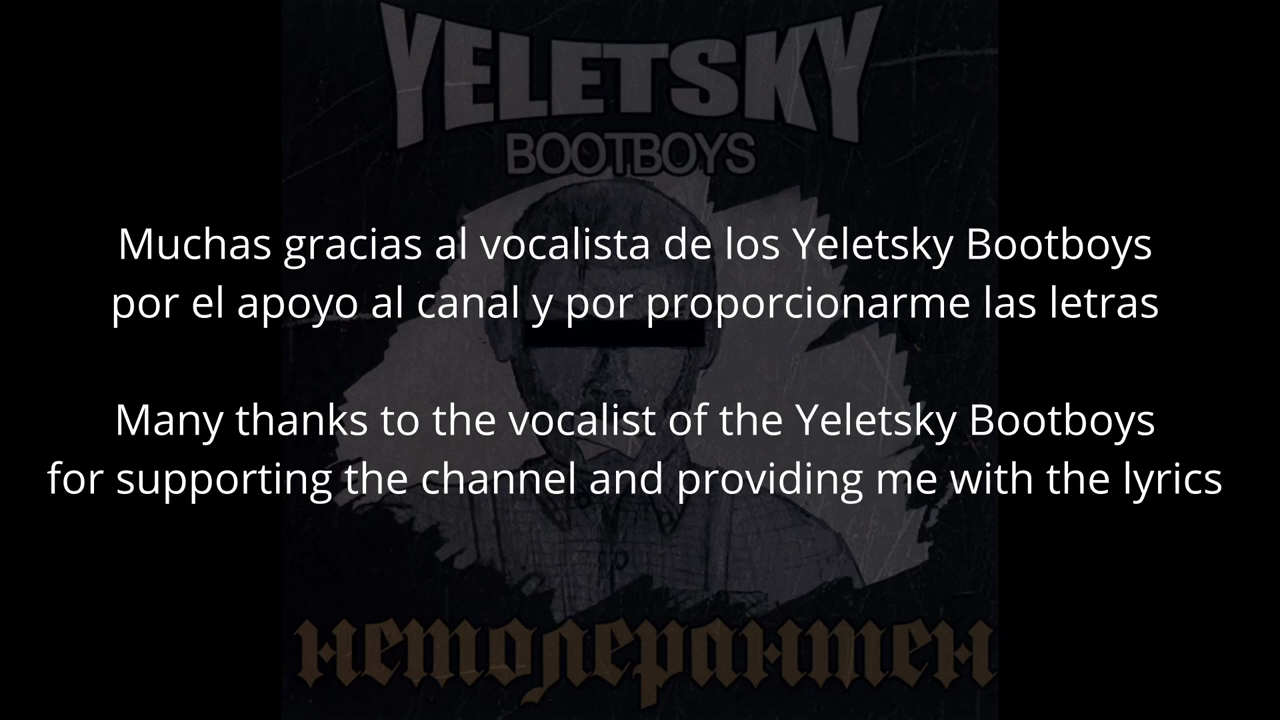 YELETSKY
BOOTBOYS
Muchas gracias al vocalista de los Yeletsky Bootboys
por el apoyo al canal y por proporcionarme las letras
Many thanks to the vocalist of the Yeletsky Bootboys
for supporting the channel and providing me with the lyrics
нетолерантен